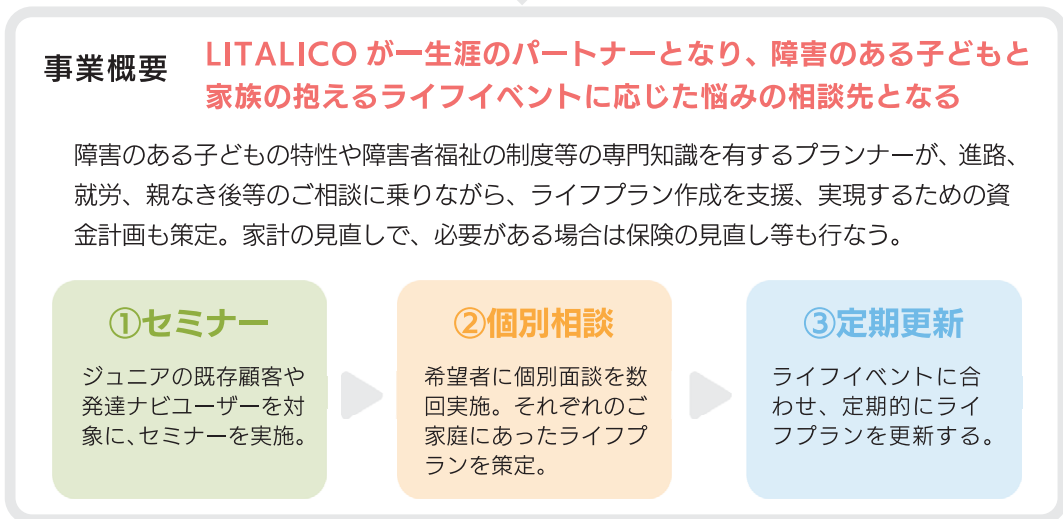 事業概要
LITALICO が一生涯のパートナーとなり、障害のある子どもと
家族の抱えるライフイベントに応じた悩みの相談先となる
障害のある子どもの特性や障害者福祉の制度等の専門知識を有するプランナーが、進路、
就労、親なき後等のご相談に乗りながら、ライフプラン作成を支援、実現するための資
金計画も策定。家計の見直しで、必要がある場合は保険の見直し等も行なう。
①セミナー
ジュニアの既存顧客や
発達ナビユーザーを対
象に、セミナーを実施。
②個別相談
希望者に個別面談を数
回実施。それぞれのご
家庭にあったライフプ
ランを策定。
③定期更新
ライフイベントに合
わせ、定期的にライ
フプランを更新する。